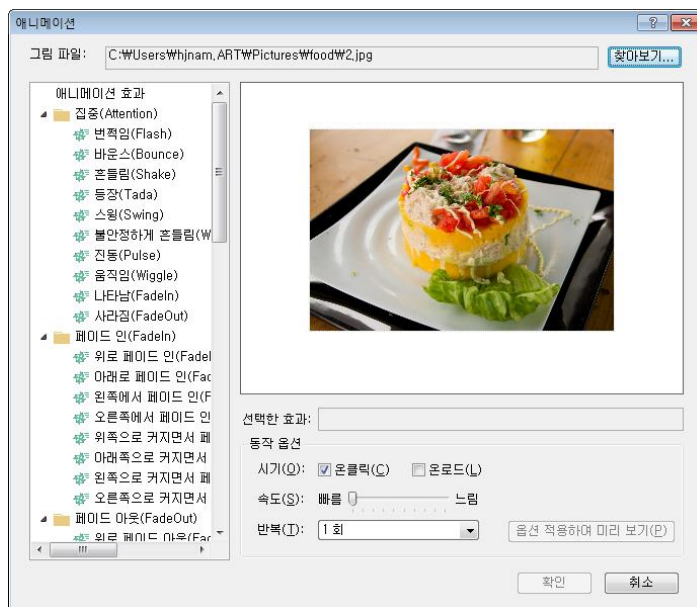 애니메이션
그림 파일: C:₩Users₩hjnam.ART₩Pictures₩food₩2.jpg 찾아보기...
애니메이션 효과
집중(Attention)
번쩍임(Flash)
바운스(Bounce)
흔들림(Shake)
등장(Tada)
스윙(Swing)
불안정하게 흔들림(W
진동(Pulse)
움직임(Wiggle)
나타남(FadeIn)
사라짐(FadeOut)
페이드 인(FadeIn)
위로 페이드 인(FadeI
아래로 페이드 인(Fac
왼쪽에서 페이드 인(F
오른쪽에서 페이드 인
위쪽으로 커지면서 페
아래쪽으로 커지면서
왼쪽으로 커지면서 페
오른쪽으로 커지면서
페이드 아웃(FadeOut)
위로 페이드 아웃(Fac
선택한 효과:
동작 옵션
시기(O): 온클릭(C) 온로드(L)
속도(S): 빠름 느림
반복(T): 1 회 옵션 적용하여 미리 보기(P)
확인 취소